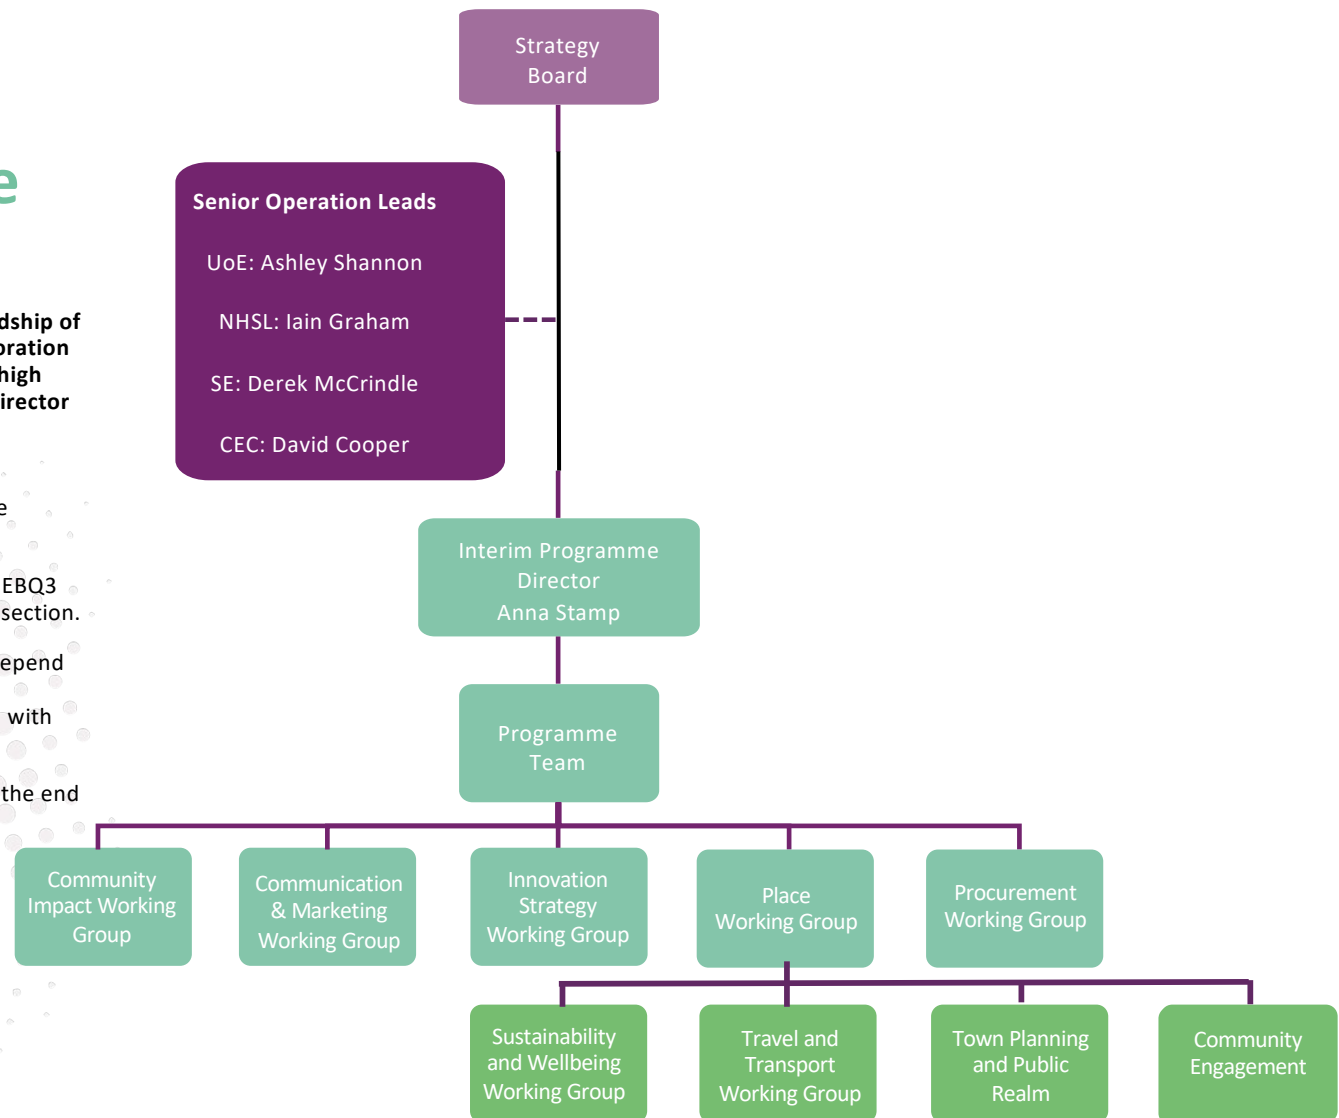 e
dship of
oration
high
irector
e
EBQ3
section.
epend
with
the end
Strategy
Board
Senior Operation Leads
UoE: Ashley Shannon
NHSL: Iain Graham
SE: Derek McCrindle
CEC: David Cooper
Interim Programme
Director
Anna Stamp
Programme
Team
Community
Impact Working
Group
Communication
& Marketing
Working Group
Innovation
Strategy
Working Group
Place
Working Group
Procurement
Working Group
Sustainability
and Wellbeing
Working Group
Travel and
Transport
Working Group
Town Planning
and Public
Realm
Community
Engagement